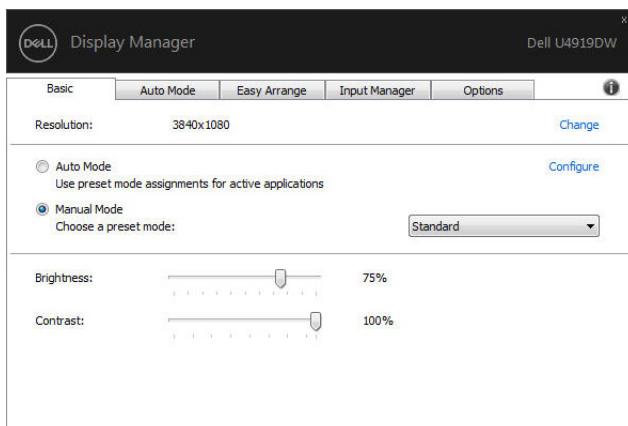 x
DELL Display Manager Dell U4919DW
Basic Auto Mode Easy Arrange Input Manager Options
Resolution: 3840x1080 Change
Auto Mode Configure
Use preset mode assignments for active applications
Manual Mode
Choose a preset mode: Standard
Brightness: 75%
Contrast: 100%